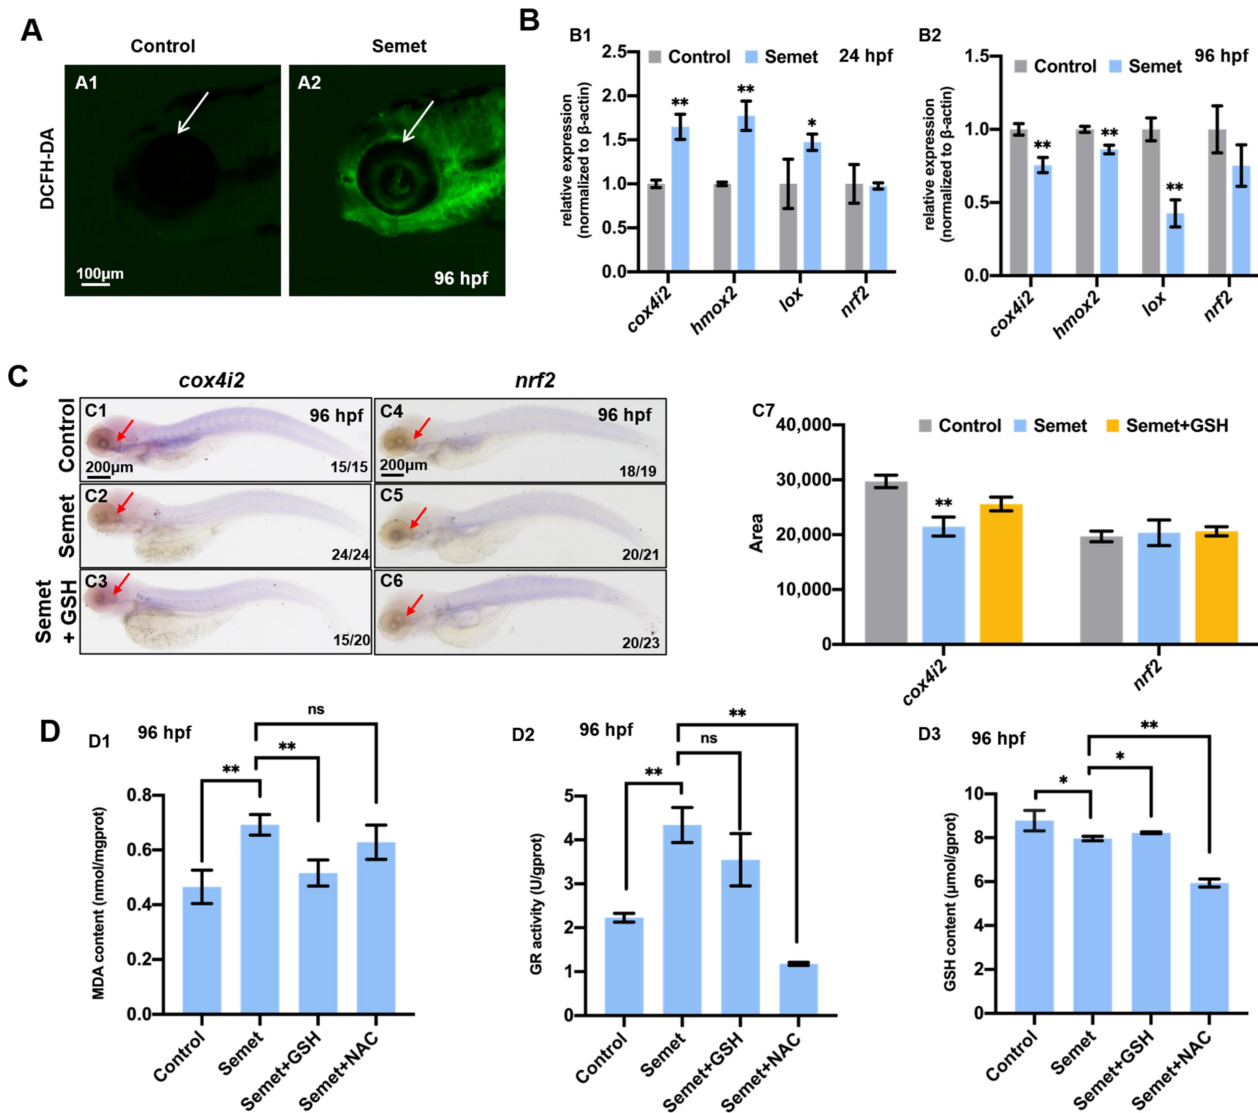 A
Control
Semet
DCFH-DA
A1
100μm
A2
96 hpf
B
B1
Control
Semet
24 hpf
relative expression
(normalized to β-actin)
2.5
2.0
1.5
1.0
0.5
0.0
**
**
*
cox4i2
hmox2
lox
nrf2
B2
Control
Semet
96 hpf
relative expression
(normalized to β-actin)
1.5
1.0
0.5
0.0
**
**
**
cox4i2
hmox2
lox
nrf2
C
cox4i2
nrf2
Control
Semet
Semet
+ GSH
C1
96 hpf
200μm
15/15
C4
96 hpf
200μm
18/19
C2
24/24
C5
20/21
C3
15/20
C6
20/23
C7
Control
Semet
Semet+GSH
Area
40,000
30,000
20,000
10,000
0
**
cox4i2
nrf2
D
D1
96 hpf
ns
**
**
MDA content (nmol/mgprot)
0.8
0.6
0.4
0.2
0.0
Control
Semet
Semet+GSH
Semet+NAC
D2
96 hpf
**
ns
**
GR activity (U/gprot)
5
4
3
2
1
0
Control
Semet
Semet+GSH
Semet+NAC
D3
96 hpf
**
*
*
GSH content (μmol/gprot)
10
8
6
4
2
0
Control
Semet
Semet+GSH
Semet+NAC